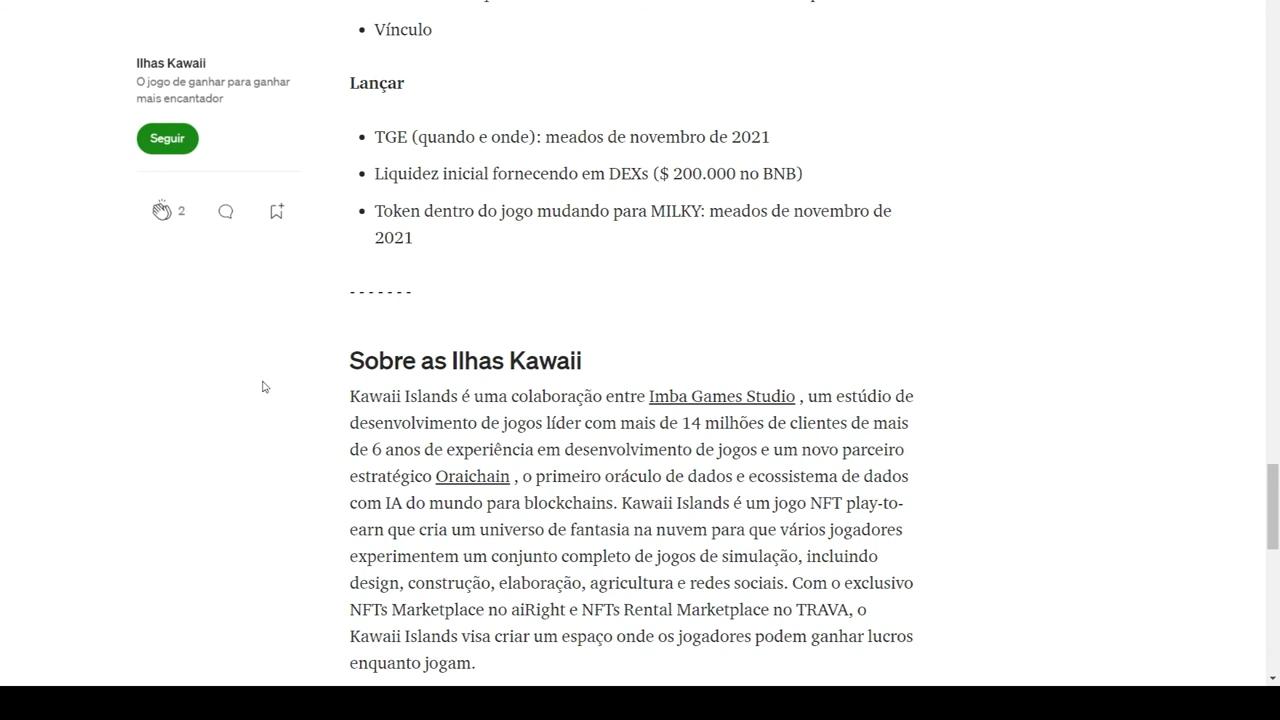 Vínculo
Ilhas Kawaii
O jogo de ganhar para ganhar
mais encantador
Seguir
2
Lançar
TGE (quando e onde): meados de novembro de 2021
Liquidez inicial fornecendo em DEXs ($ 200.000 no BNB)
Token dentro do jogo mudando para MILKY: meados de novembro de
2021
- - - - - - -
Sobre as Ilhas Kawaii
Kawaii Islands é uma colaboração entre Imba Games Studio , um estúdio de
desenvolvimento de jogos líder com mais de 14 milhões de clientes de mais
de 6 anos de experiência em desenvolvimento de jogos e um novo parceiro
estratégico Oraichain , o primeiro oráculo de dados e ecossistema de dados
com IA do mundo para blockchains. Kawaii Islands é um jogo NFT play-to-
earn que cria um universo de fantasia na nuvem para que vários jogadores
experimentem um conjunto completo de jogos de simulação, incluindo
design, construção, elaboração, agricultura e redes sociais. Com o exclusivo
NFTs Marketplace no aiRight e NFTs Rental Marketplace no TRAVA, o
Kawaii Islands visa criar um espaço onde os jogadores podem ganhar lucros
enquanto jogam.